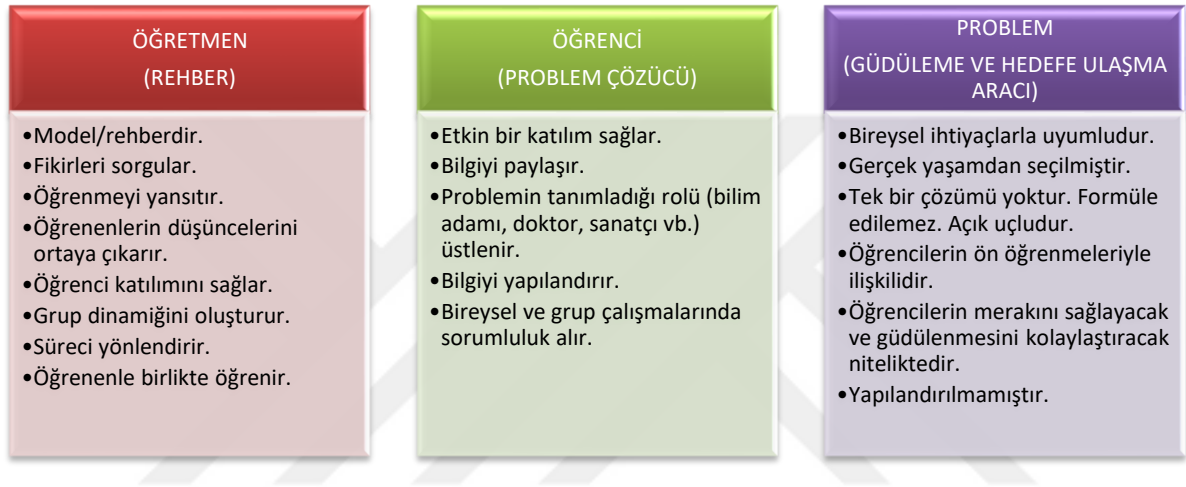 ÖĞRETMEN
(REHBER)
•Model/rehberdir.
•Fikirleri sorgular.
•Öğrenmeyi yansıtır.
•Öğrenenlerin düşüncelerini
ortaya çıkarır.
•Öğrenci katılımını sağlar.
•Grup dinamiğini oluşturur.
•Süreci yönlendirir.
•Öğrenenle birlikte öğrenir.
ÖĞRENCİ
(PROBLEM ÇÖZÜCÜ)
•Etkin bir katılım sağlar.
•Bilgiyi paylaşır.
•Problemin tanımladığı rolü (bilim
adamı, doktor, sanatçı vb.)
üstlenir.
•Bilgiyi yapılandırır.
•Bireysel ve grup çalışmalarında
sorumluluk alır.
PROBLEM
(GÜDÜLEME VE HEDEFE ULAŞMA
ARACI)
•Bireysel ihtiyaçlarla uyumludur.
•Gerçek yaşamdan seçilmiştir.
•Tek bir çözümü yoktur. Formüle
edilemez. Açık uçludur.
•Öğrencilerin ön öğrenmeleriyle
ilişkilidir.
•Öğrencilerin merakını sağlayacak
ve güdülenmesini kolaylaştıracak
niteliktedir.
•Yapılandırılmamıştır.